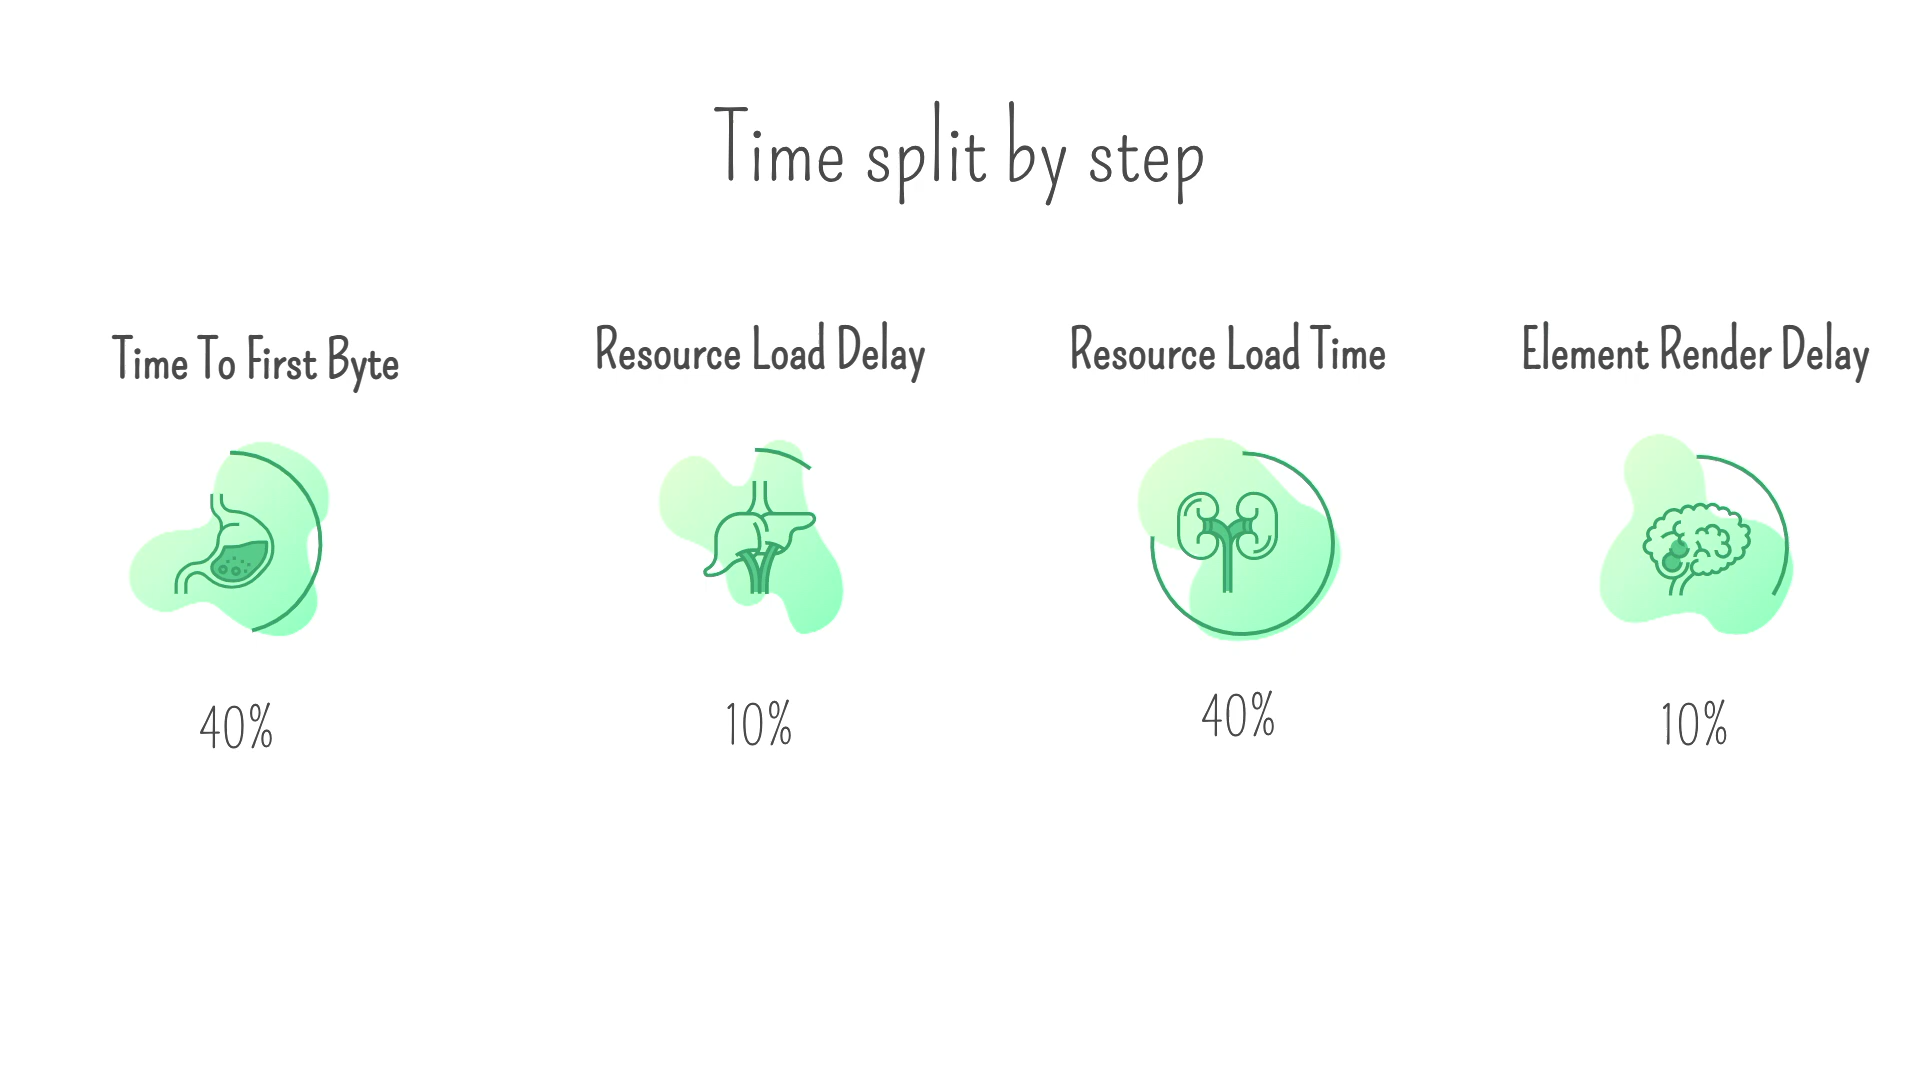 Time split by step
Time To First Byte
Resource Load Delay
Resource Load Time
Element Render Delay
40%
10%
40%
10%